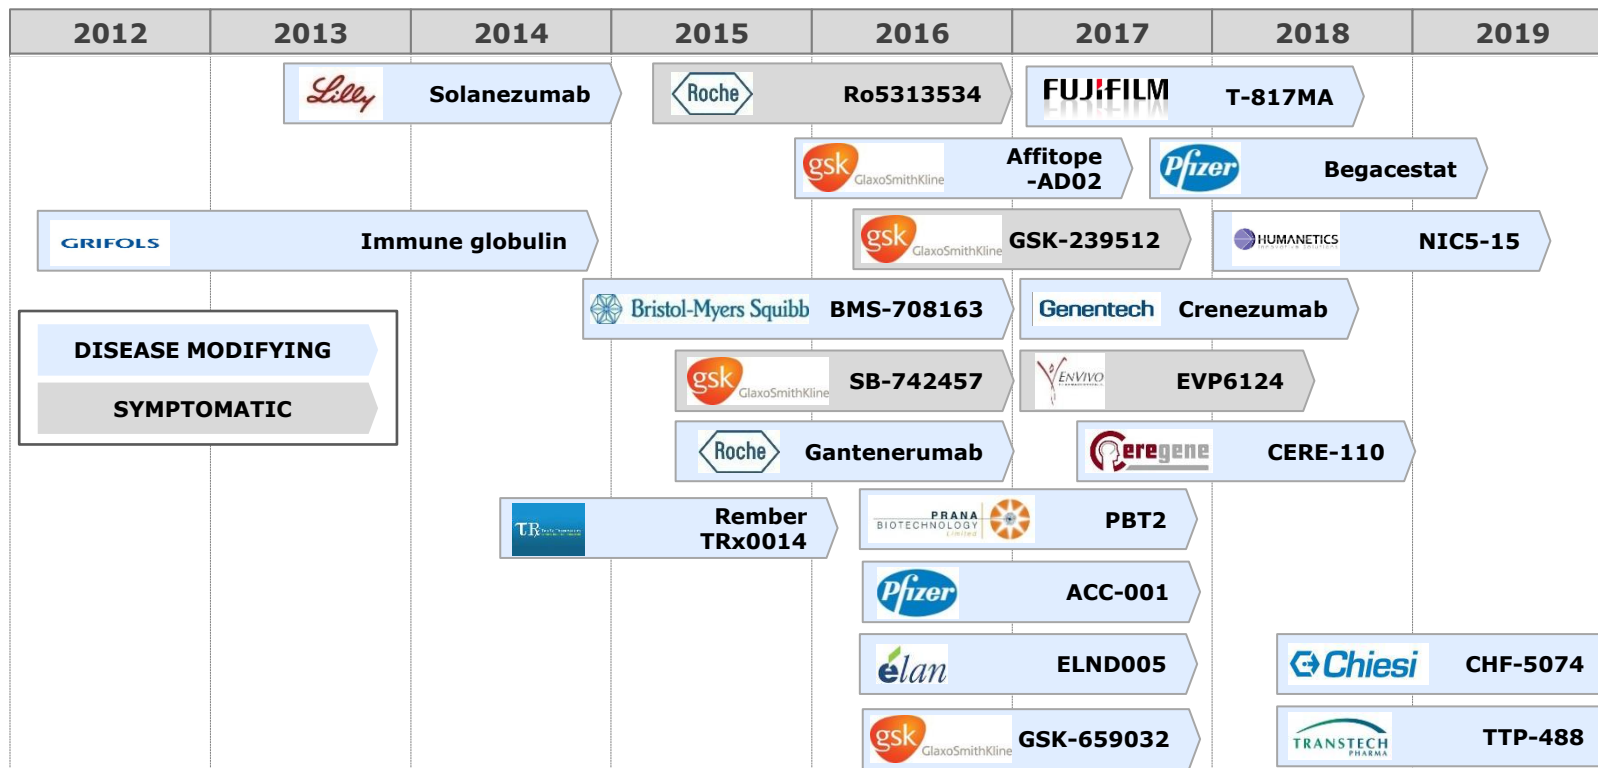 2012 2013 2014 2015 2016 2017 2018 2019
Lilly Solanezumab
Roche Ro5313534
FUJIFILM T-817MA
gsk GlaxoSmithKline Affitope
-AD02
Pfizer Begacestat
GRIFOLS Immune globulin
gsk GlaxoSmithKline GSK-239512
HUMANETICS NIC5-15
Bristol-Myers Squibb BMS-708163
Genentech Crenezumab
DISEASE MODIFYING
SYMPTOMATIC
gsk GlaxoSmithKline SB-742457
ENVIVO EVP6124
Roche Gantenerumab
Ceregene CERE-110
TRx Rember
TRx0014
PRANA
BIOTECHNOLOGY
Limited
PBT2
Pfizer ACC-001
élan ELND005
Chiesi CHF-5074
gsk GlaxoSmithKline GSK-659032
TRANSTECH
PHARMA
TTP-488